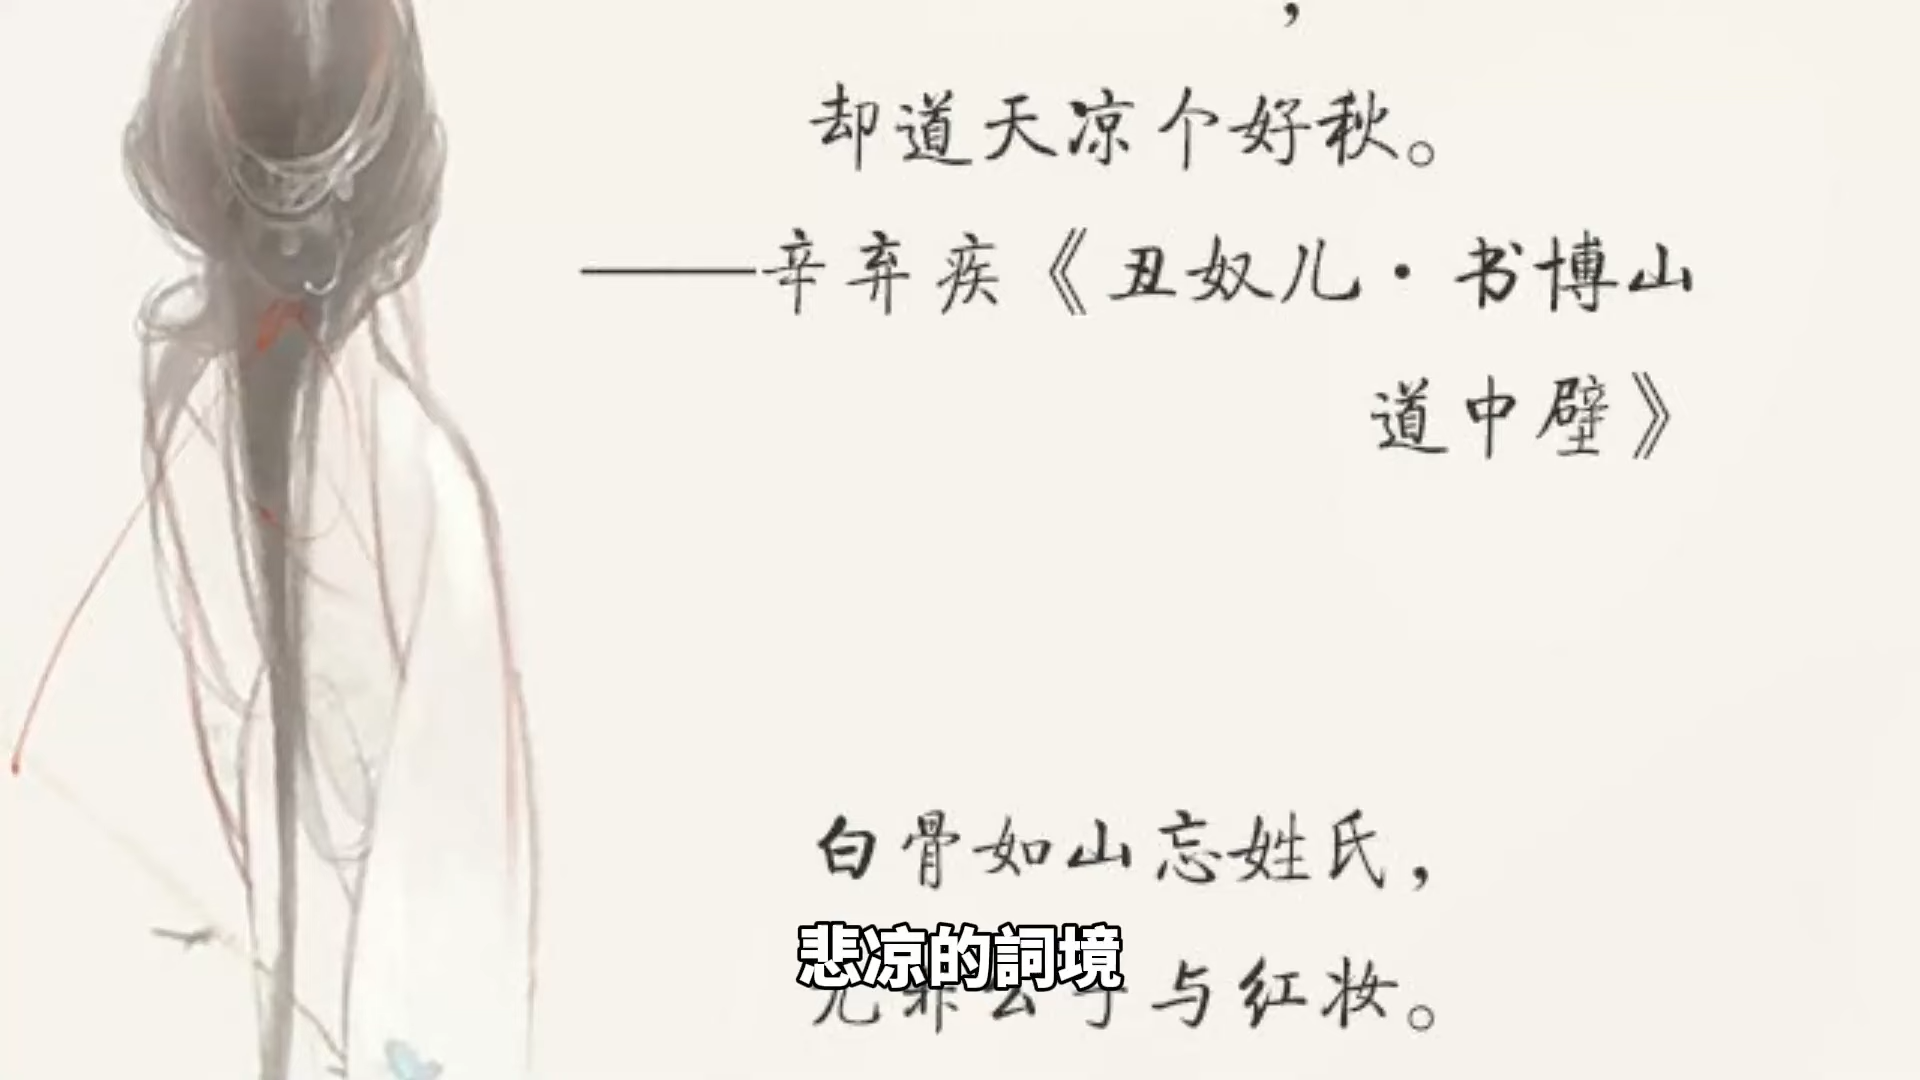 ，
却道天凉个好秋。
——辛弃疾《丑奴儿·书博山
道中壁》
白骨如山忘姓氏，
悲凉的詞境
与红妆。